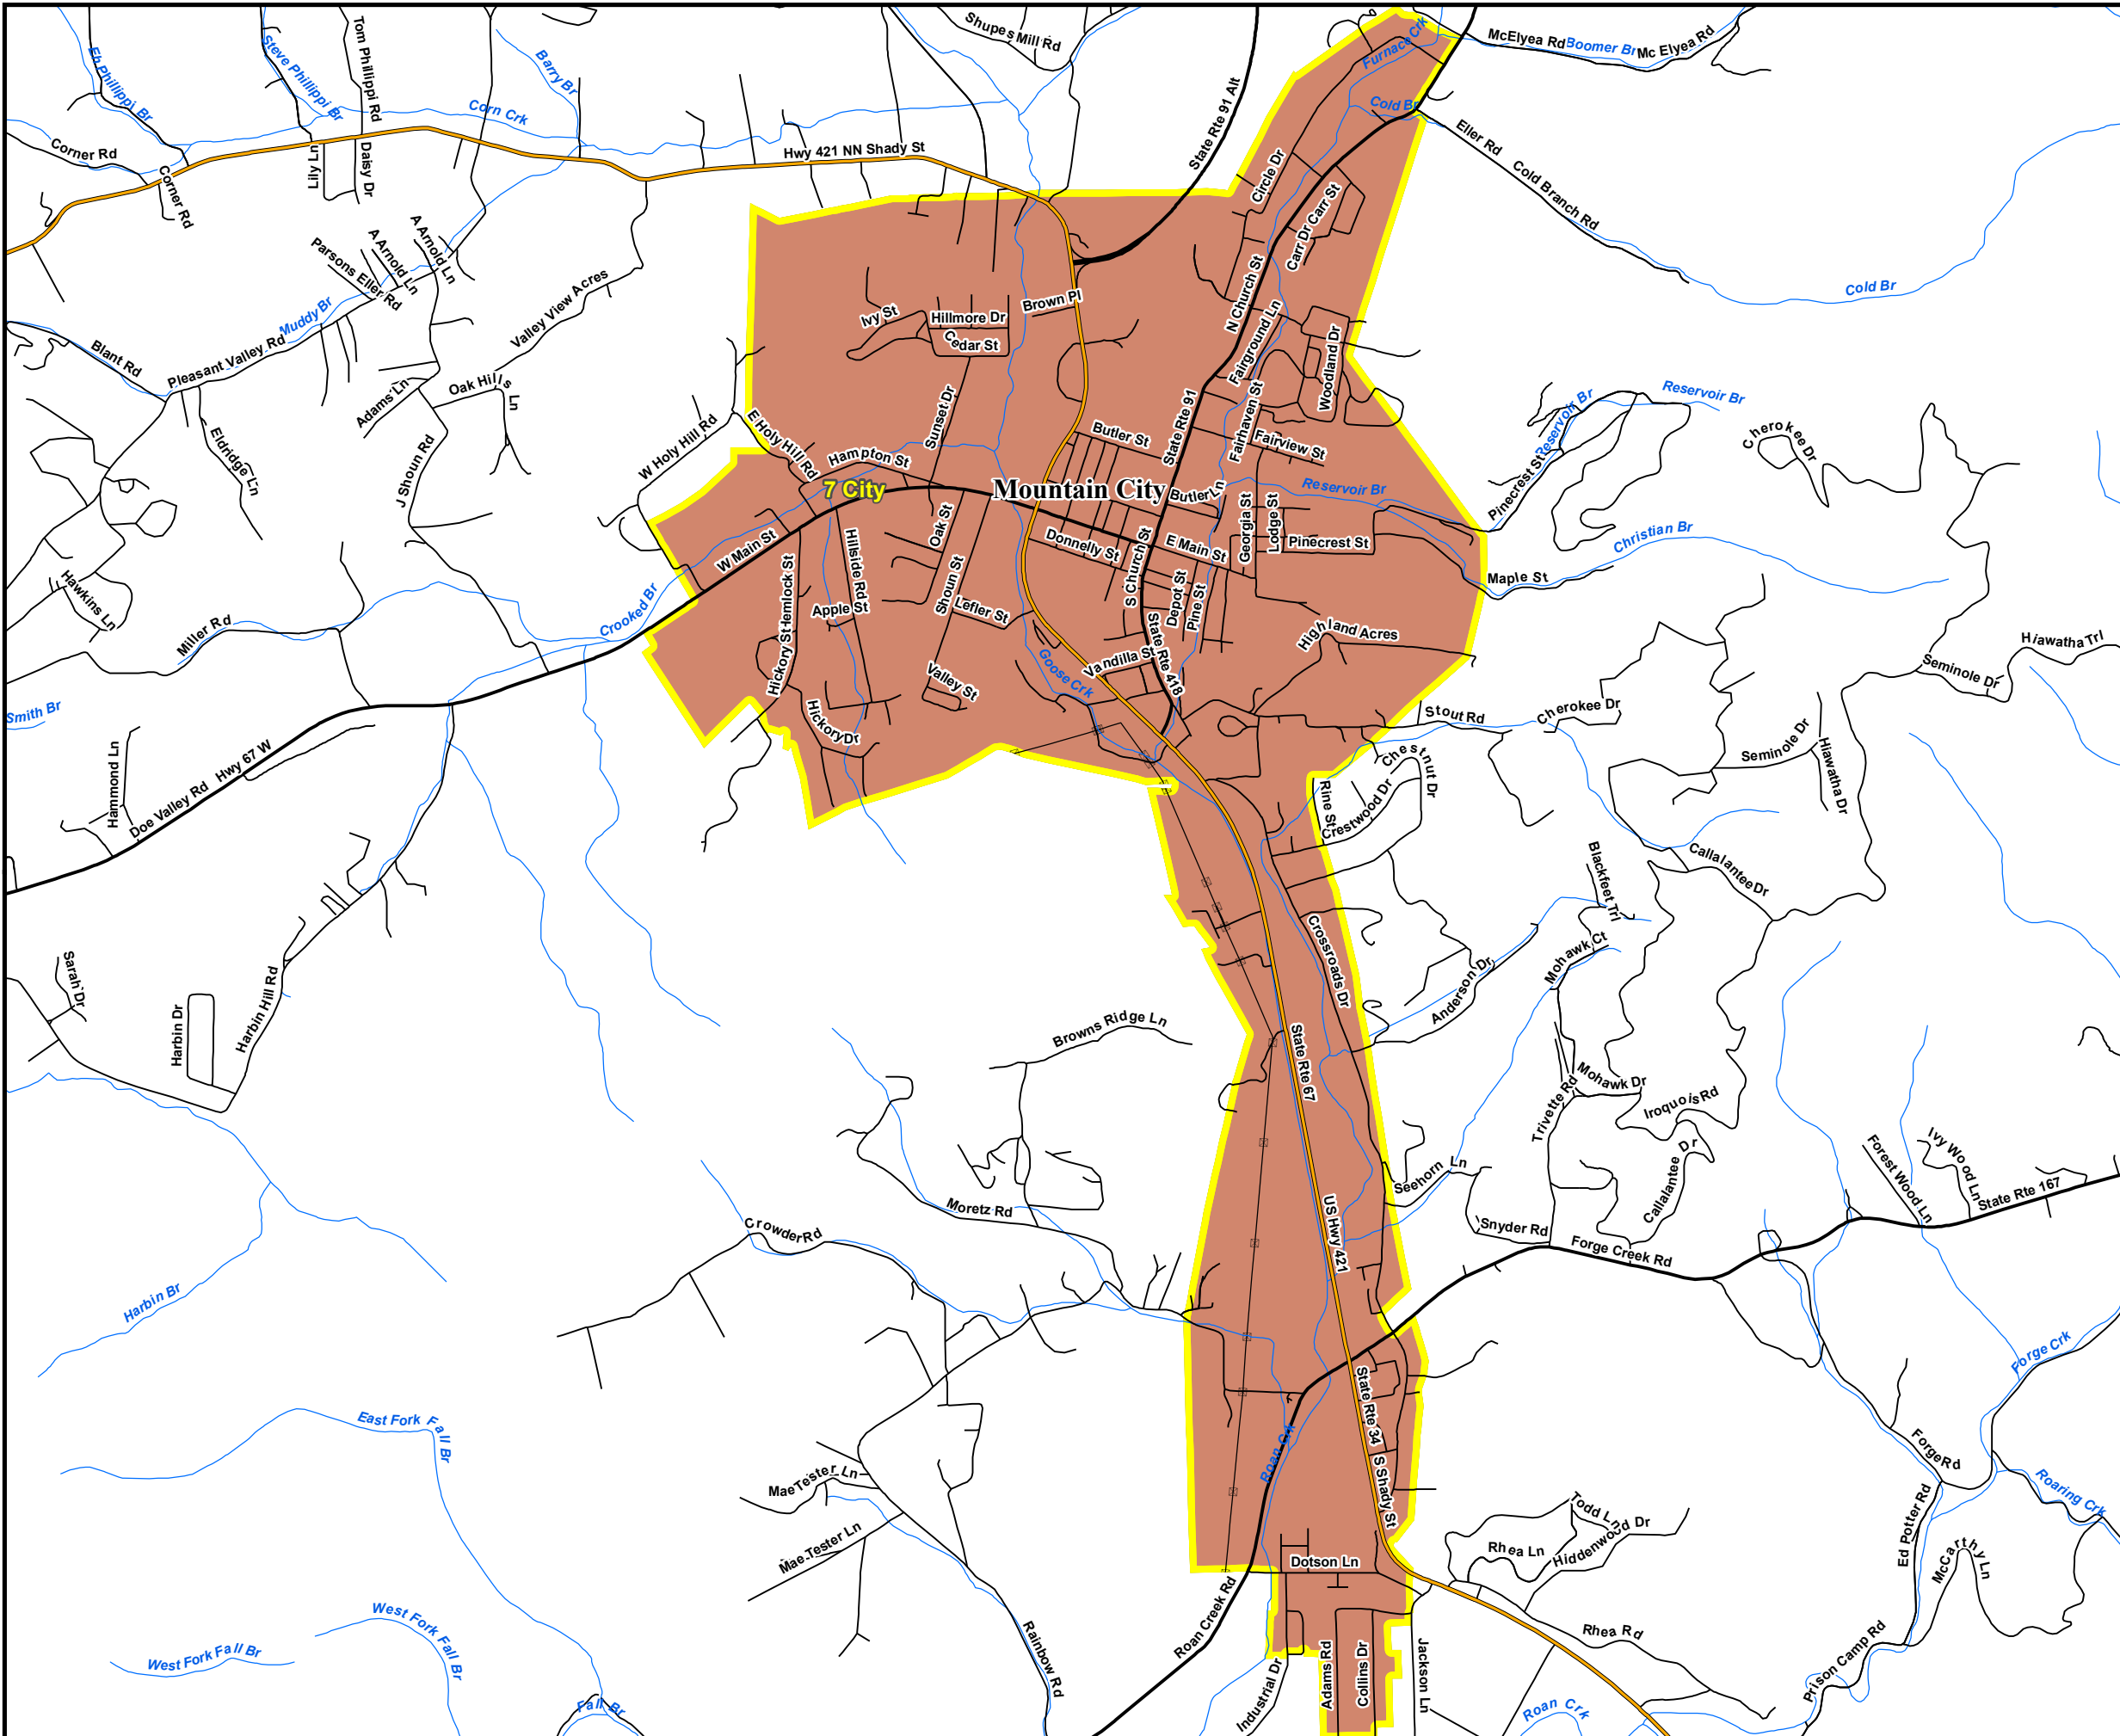 Shupes Mill Rd
Tom Phillippi Rd
Steve Phillippi Br
Eh Phillippi Br
Barry Br
Corn Crk
McElyea Rd
Boomer Br
Mc Elyea Rd
Furnace Crk
Cold Br
State Rte 91 Alt
Hwy 421 N
N Shady St
Corner Rd
Corner Rd
Lily Ln
Daisy Dr
Eller Rd
Cold Branch Rd
Circle Dr
Carr Dr
Carr St
A Arnold Ln
A Arnold Ln
Parsons Eller Rd
Muddy Br
Valley View Acres
Cold Br
Ivy St
Hillmore Dr
Brown Pl
Cedar St
N Church St
Fairground Ln
Woodland Dr
Blant Rd
Pleasant Valley Rd
Adams Ln
Oak Hills Ln
Reservoir Br
Reservoir Br
Cherokee Dr
Sunset Dr
E Holy Hill Rd
W Holy Hill Rd
Butler St
State Rte 91
Fairhaven St
Fairview St
Hampton St
Eldridge Ln
J Shoun Rd
7 City
Mountain City
Butler Ln
Reservoir Br
Pinecrest St
Georgia St
Lodge St
Pinecrest St
Christian Br
Oak St
Donnelly St
E Main St
W Main St
Hillside Rd
Hemlock St
Shoun St
S Church St
Depot St
Pine St
Maple St
Hawkins Ln
Miller Rd
Crooked Br
Apple St
Lefler St
Highland Acres
Hiawatha Trl
Seminole Dr
Hickory St
Goose Crk
Vandilla St
State Rte 418
Valley St
Smith Br
Hickory Dr
Stout Rd
Cherokee Dr
Hammond Ln
Doe Valley Rd
Hwy 67 W
Chestnut Dr
Seminole Dr
Hiawatha Dr
Rine St
Crestwood Dr
Callalantee Dr
Blackfeet Trl
Crossroads Dr
Mohawk Ct
Anderson Dr
Sarah Dr
Harbin Dr
Harbin Hill Rd
Browns Ridge Ln
State Rte 67
Mohawk Dr
Trivette Rd
Iroquois Rd
Callalantee Dr
Seehorn Ln
Forest Wood Ln
Ivy Wood Ln
State Rte 167
Moretz Rd
Crowder Rd
US Hwy 421
Snyder Rd
Forge Creek Rd
Harbin Br
Forge Crk
State Rte 34
East Fork Fall Br
Roan Crk
Forge Rd
Mae Tester Ln
S Shady St
Roaring Crk
Todd Ln
Hiddenwood Dr
Rhea Ln
Ed Potter Rd
McCarthy Ln
Mae Tester Ln
Dotson Ln
Roan Creek Rd
West Fork Fall Br
West Fork Fall Br
Rainbow Rd
Rhea Rd
Prison Camp Rd
Industrial Dr
Adams Rd
Collins Dr
Jackson Ln
Fall Br
Roan Crk